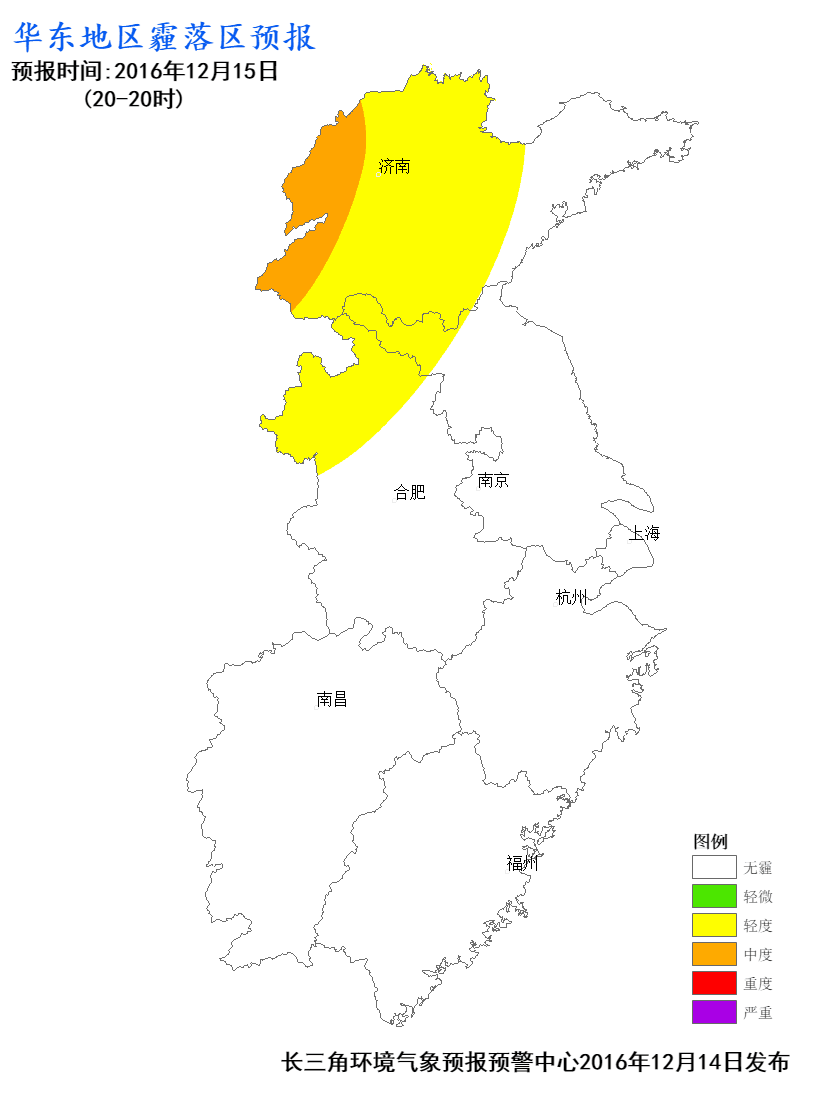 华东地区霾落区预报
预报时间:2016年12月15日
(20-20时)
济南
合肥
南京
上海
杭州
南昌
福州
图例
无霾
轻微
轻度
中度
重度
严重
长三角环境气象预报预警中心2016年12月14日发布